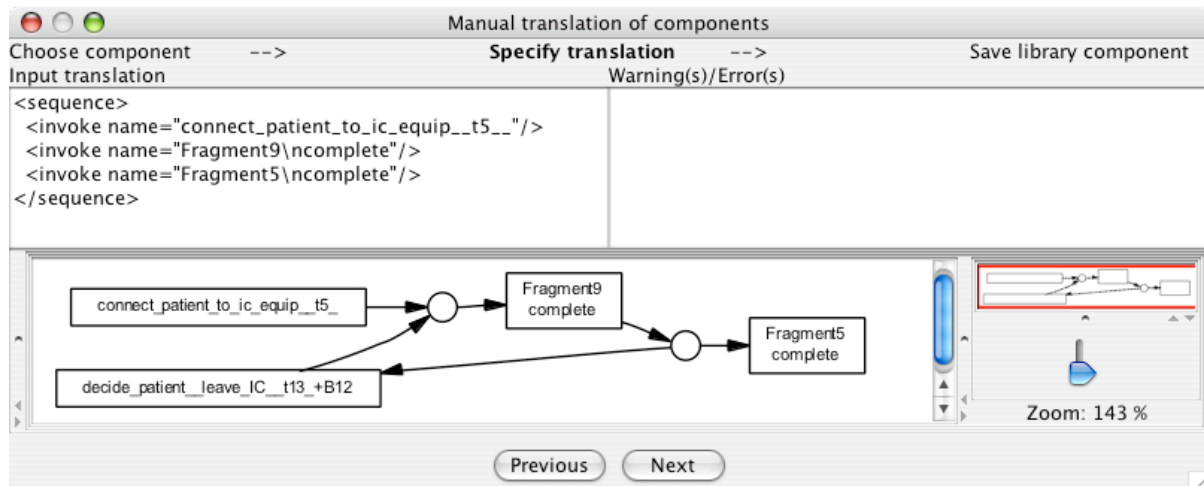 Manual translation of components
Choose component --> Specify translation --> Save library component
Input translation Warning(s)/Error(s)
<sequence>
<invoke name="connect_patient_to_ic_equip__t5__"/>
<invoke name="Fragment9\ncomplete"/>
<invoke name="Fragment5\ncomplete"/>
</sequence>
connect_patient_to_ic_equip__t5_
Fragment9
complete
Fragment5
complete
decide_patient__leave_IC__t13_+B12
Zoom: 143 %
Previous Next